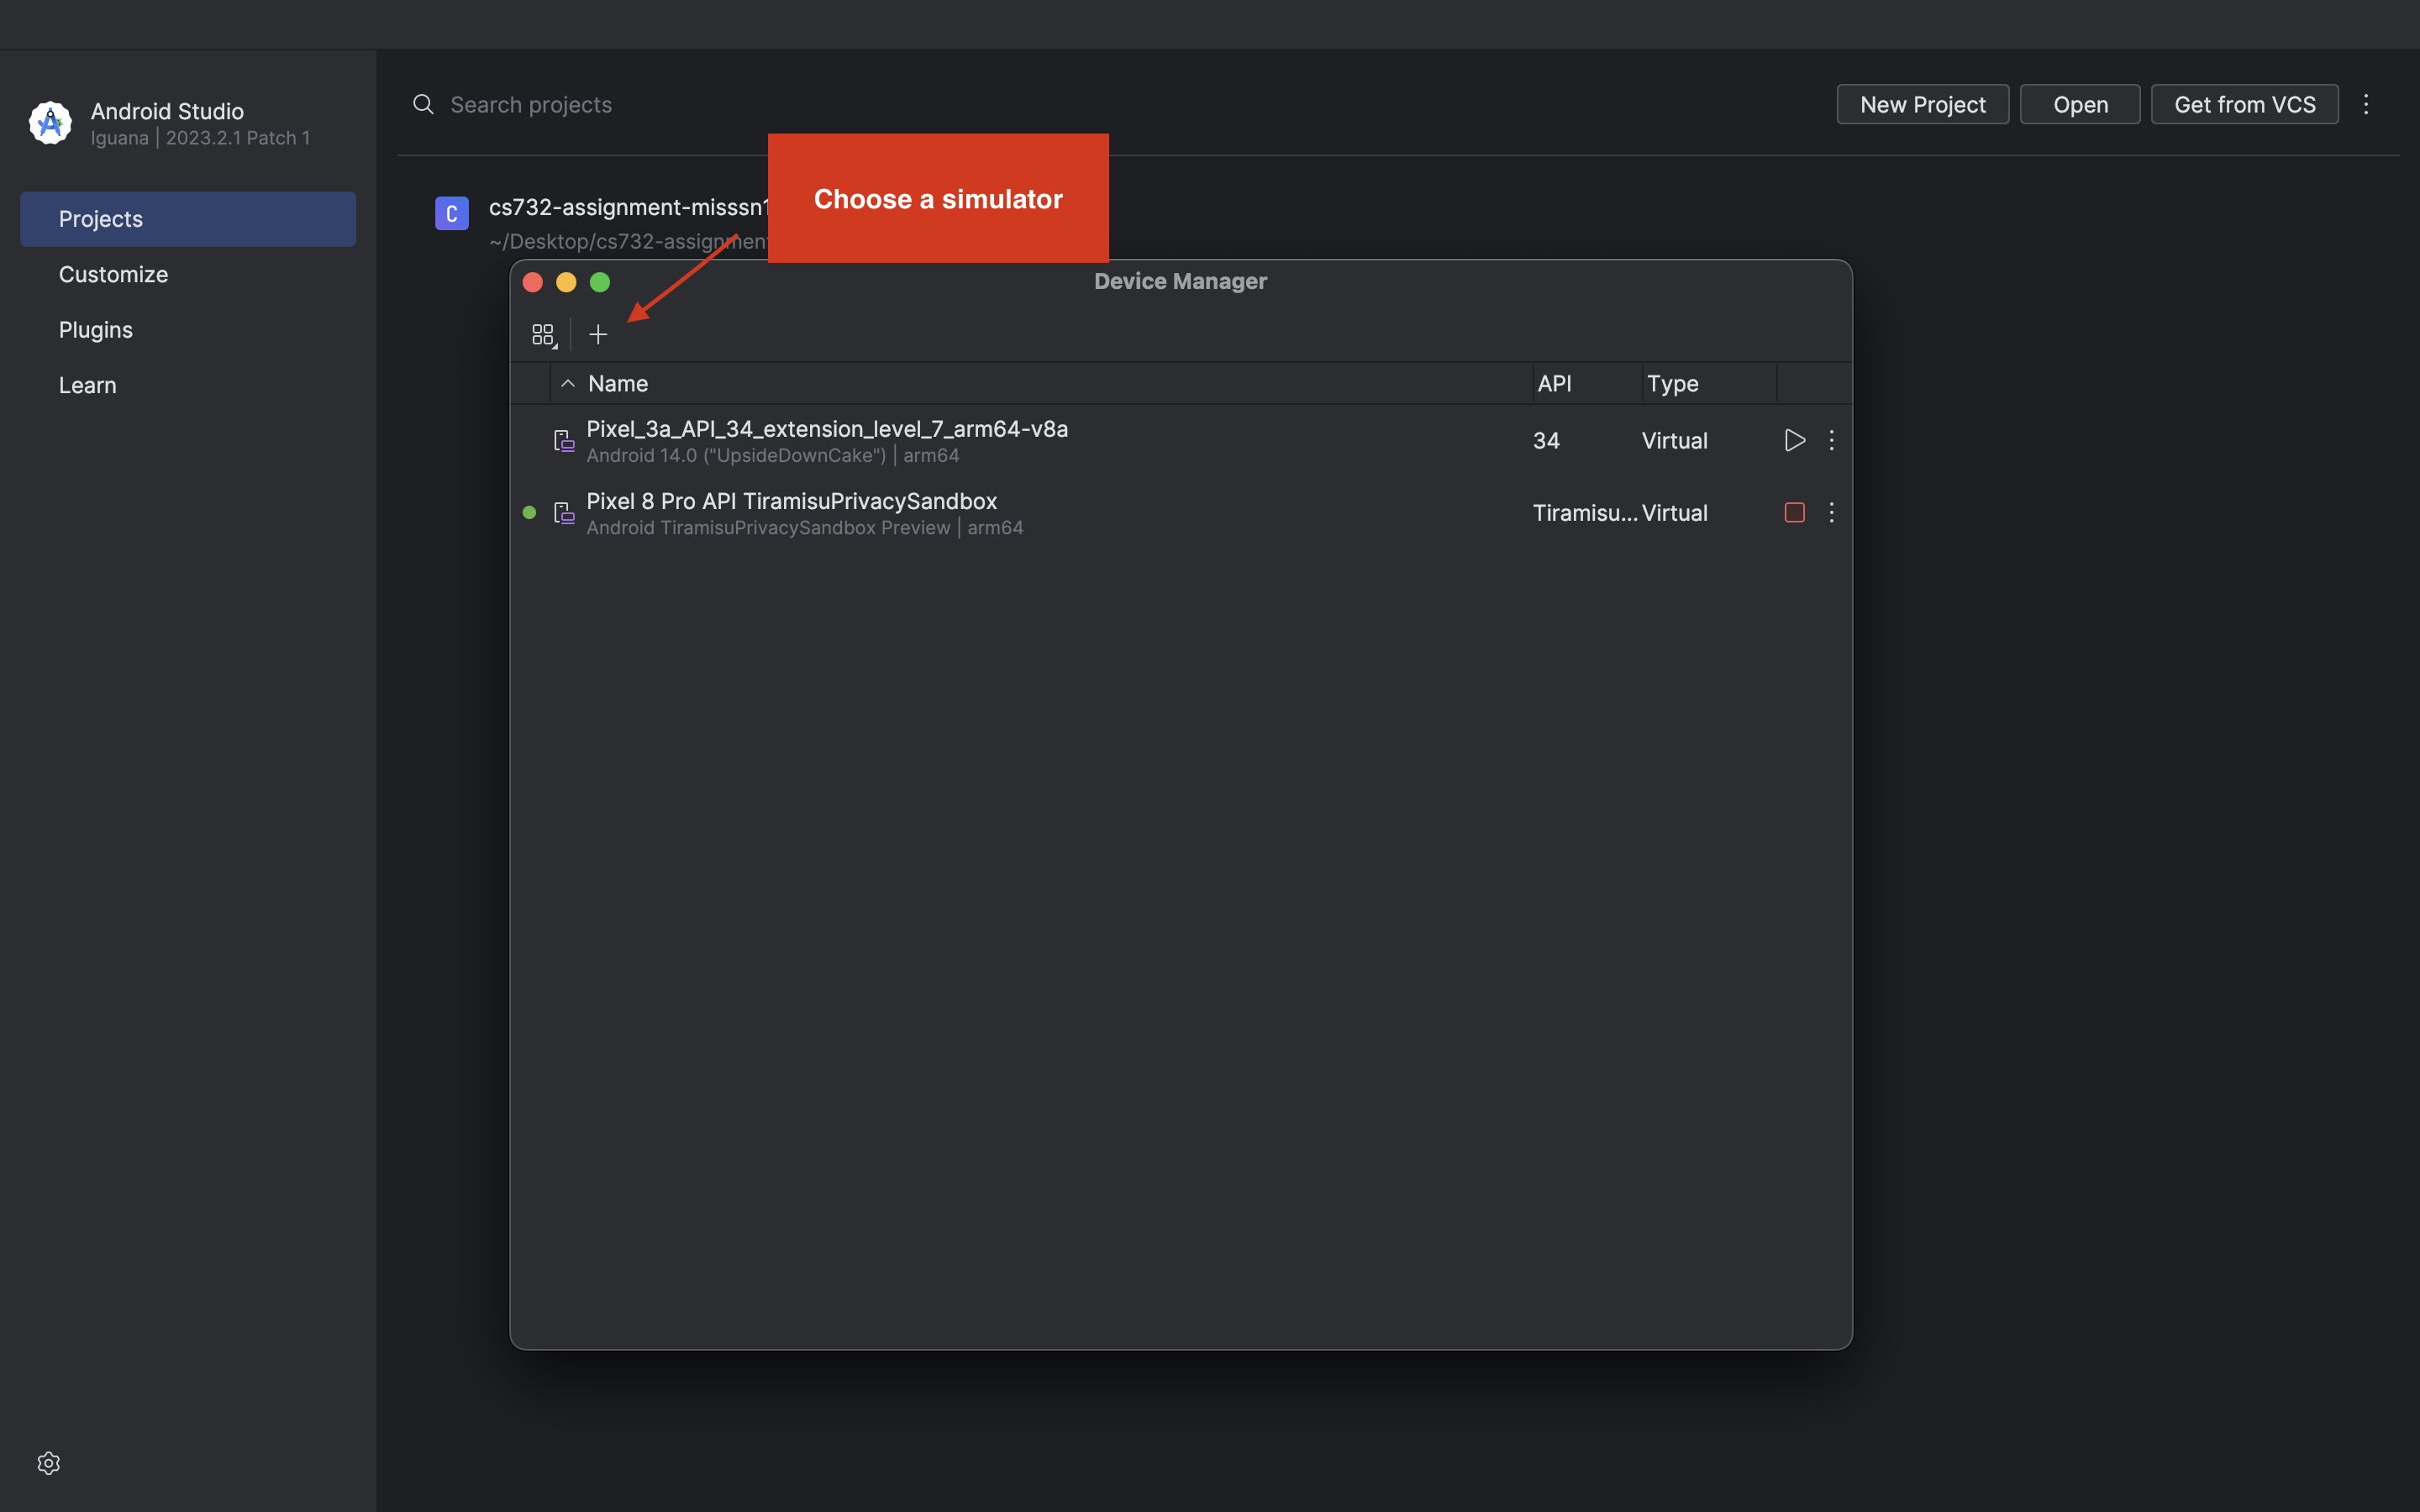 Android Studio
Iguana | 2023.2.1 Patch 1
Projects
Customize
Plugins
Learn
Search projects
New Project
Open
Get from VCS
C
cs732-assignment-misssn1
~/Desktop/cs732-assignment
Choose a simulator
Device Manager
Name
API
Type
Pixel_3a_API_34_extension_level_7_arm64-v8a
Android 14.0 ("UpsideDownCake") | arm64
34
Virtual
Pixel 8 Pro API TiramisuPrivacySandbox
Android TiramisuPrivacySandbox Preview | arm64
Tiramisu...
Virtual